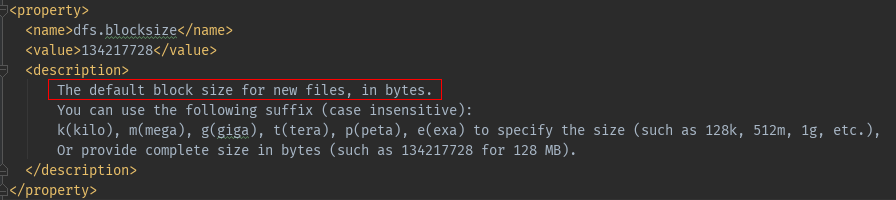 <property>
<name>dfs.blocksize</name>
<value>134217728</value>
<description>
The default block size for new files, in bytes.
You can use the following suffix (case insensitive):
k(kilo), m(mega), g(giga), t(tera), p(peta), e(exa) to specify the size (such as 128k, 512m, 1g, etc.),
Or provide complete size in bytes (such as 134217728 for 128 MB).
</description>
</property>